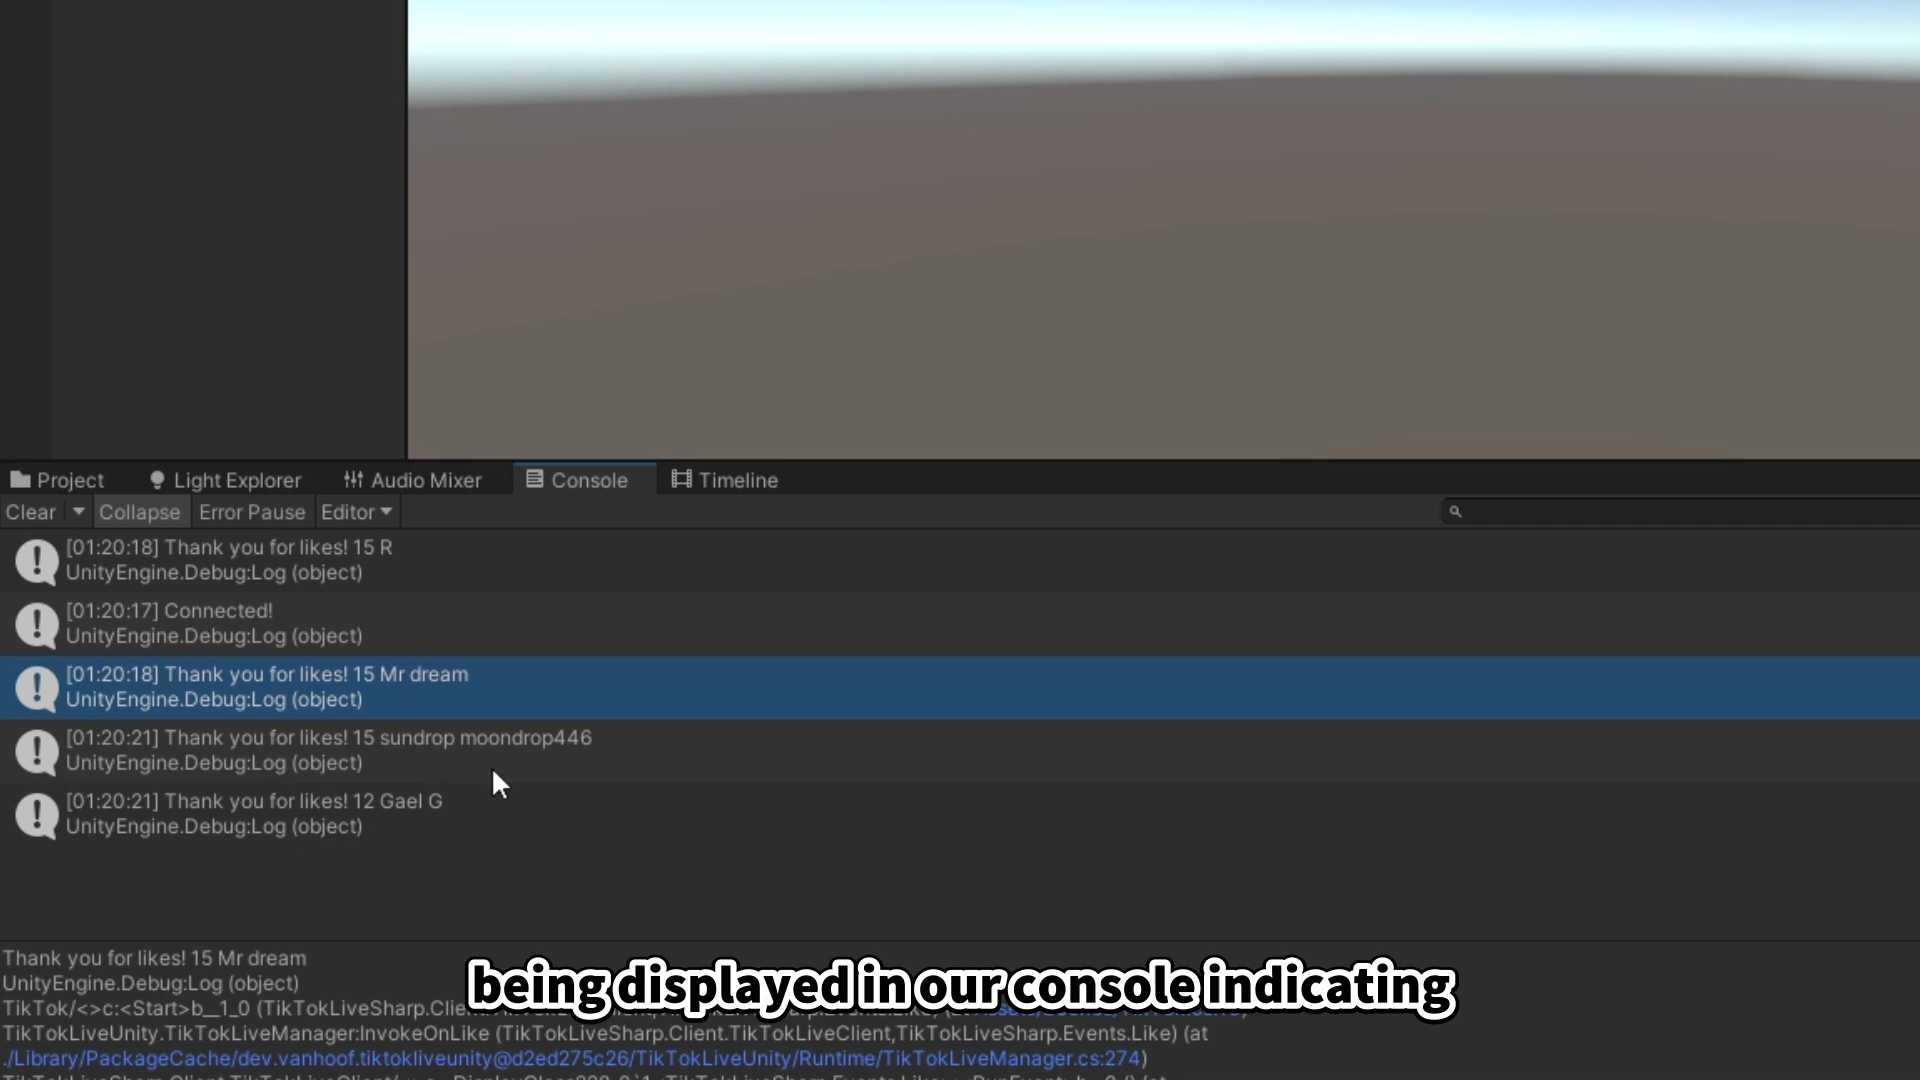 Project
Light Explorer
Audio Mixer
Console
Timeline
Clear
Collapse
Error Pause
Editor
[01:20:18] Thank you for likes! 15 R
UnityEngine.Debug:Log (object)
[01:20:17] Connected!
UnityEngine.Debug:Log (object)
[01:20:18] Thank you for likes! 15 Mr dream
UnityEngine.Debug:Log (object)
[01:20:21] Thank you for likes! 15 sundrop moondrop446
UnityEngine.Debug:Log (object)
[01:20:21] Thank you for likes! 12 Gael G
UnityEngine.Debug:Log (object)
Thank you for likes! 15 Mr dream
UnityEngine.Debug:Log (object)
being displayed in our console indicating
TikTok/<>c:<Start>b__1_0
TikTokLiveUnity.TikTokLiveManager:InvokeOnLike (TikTokLiveSharp.Client.TikTokLiveClient,TikTokLiveSharp.Events.Like) (at
./Library/PackageCache/dev.vanhoof.tiktokliveunity@d2ed275c26/TikTokLiveUnity/Runtime/TikTokLiveManager.cs:274)